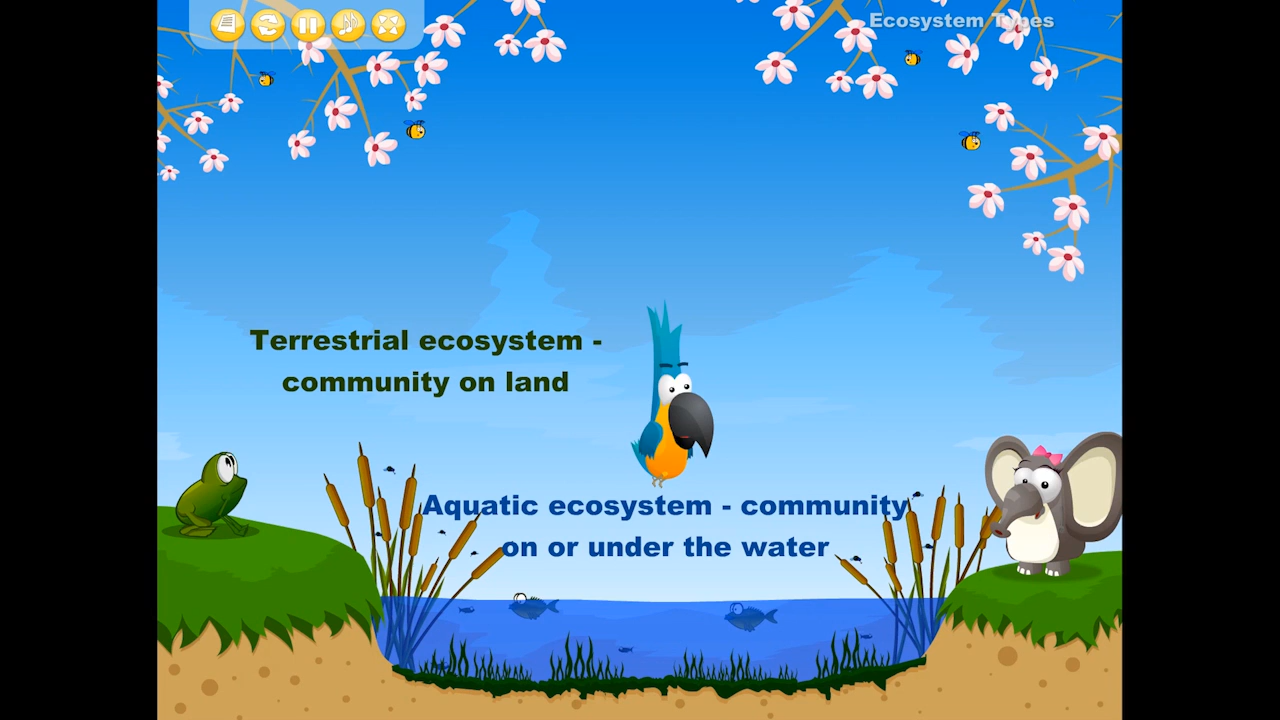 Ecosystem Types
Terrestrial ecosystem -
community on land
Aquatic ecosystem - community
on or under the water